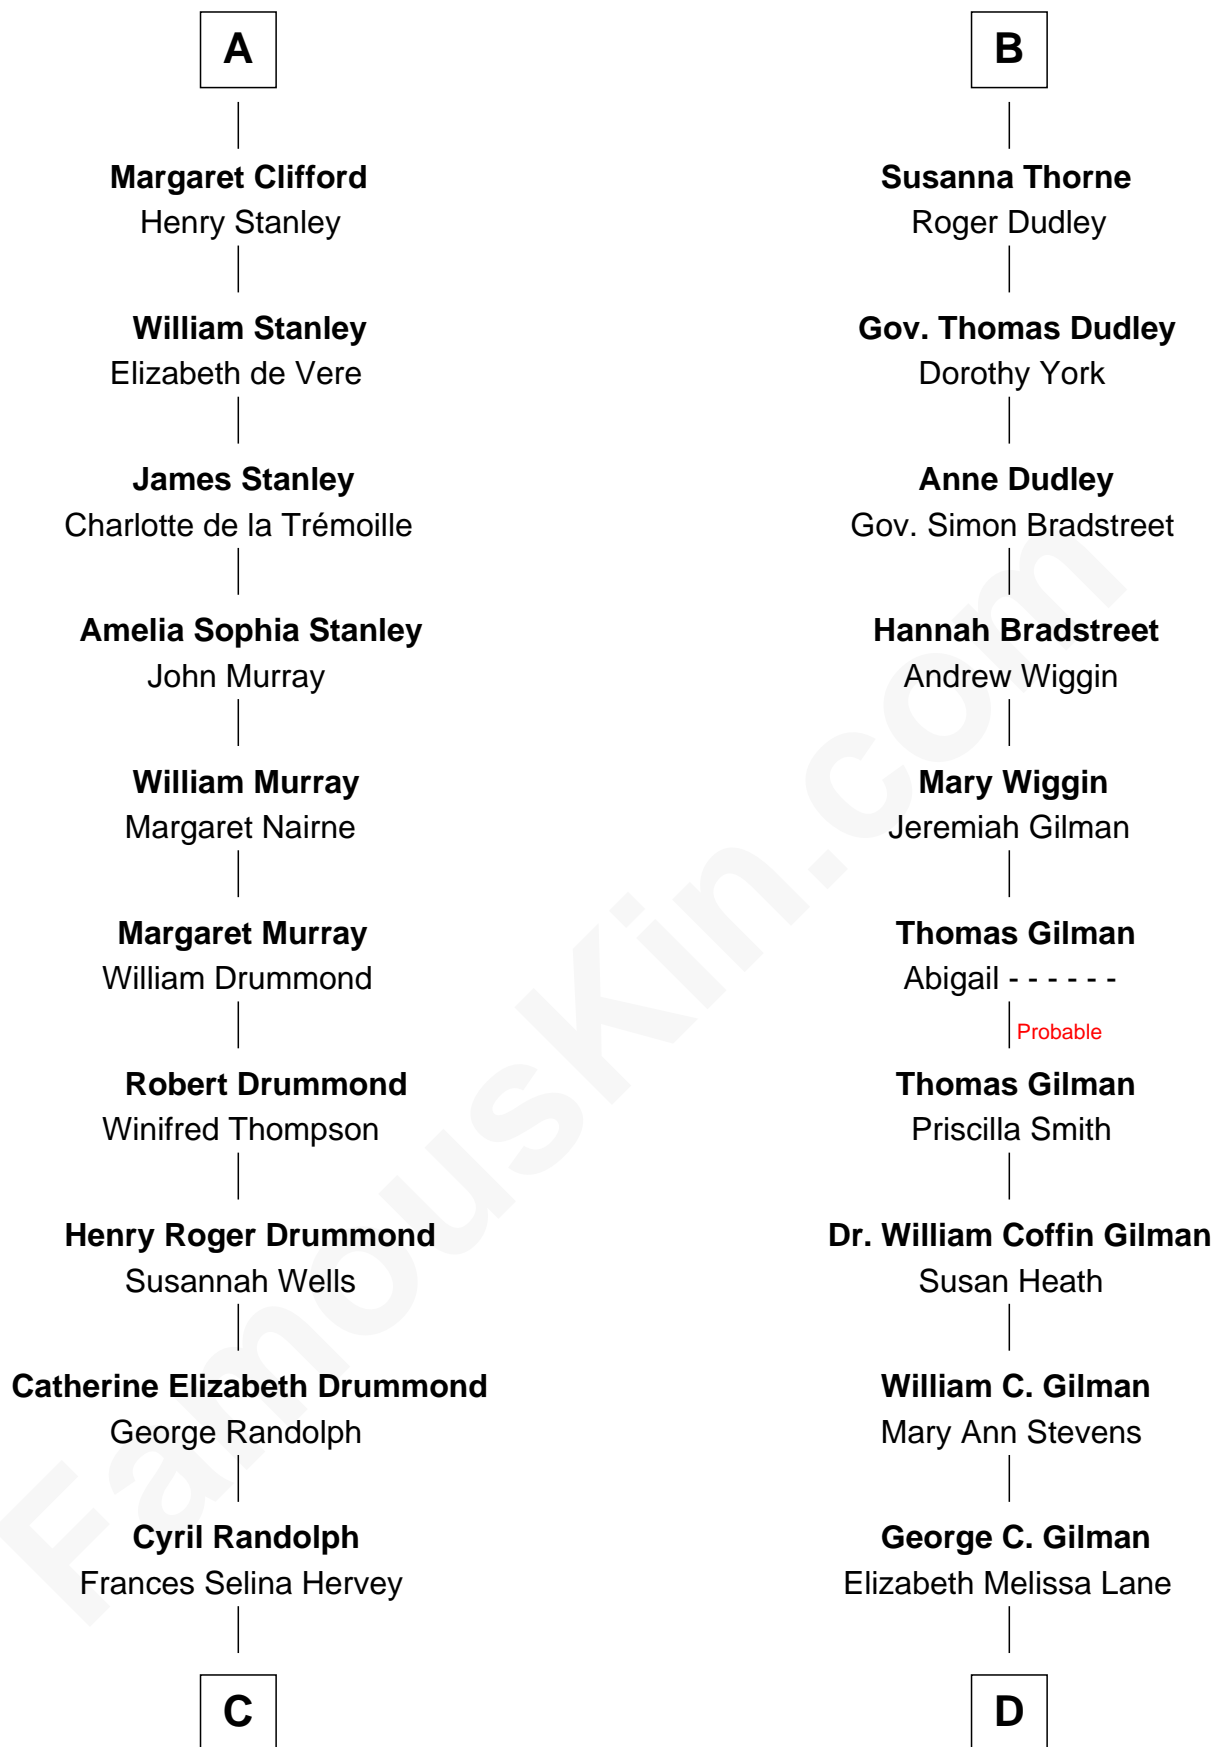 A
Margaret Clifford
Henry Stanley
William Stanley
Elizabeth de Vere
James Stanley
Charlotte de la Trémoille
Amelia Sophia Stanley
John Murray
William Murray
Margaret Nairne
Margaret Murray
William Drummond
Robert Drummond
Winifred Thompson
Henry Roger Drummond
Susannah Wells
Catherine Elizabeth Drummond
George Randolph
Cyril Randolph
Frances Selina Hervey
C
B
Susanna Thorne
Roger Dudley
Gov. Thomas Dudley
Dorothy York
Anne Dudley
Gov. Simon Bradstreet
Hannah Bradstreet
Andrew Wiggin
Mary Wiggin
Jeremiah Gilman
Thomas Gilman
Abigail - - - - - -
Probable
Thomas Gilman
Priscilla Smith
Dr. William Coffin Gilman
Susan Heath
William C. Gilman
Mary Ann Stevens
George C. Gilman
Elizabeth Melissa Lane
D
FamousKin.com